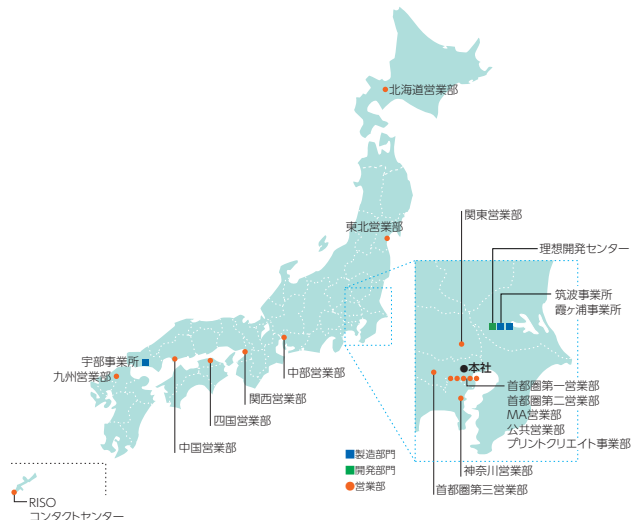 北海道営業部
東北営業部
関東営業部
理想開発センター
筑波事業所
霞ヶ浦事業所
宇部事業所
九州営業部
中部営業部
関西営業部
四国営業部
中国営業部
本社
首都圏第一営業部
首都圏第二営業部
MA営業部
公共営業部
プリントクリエイト事業部
神奈川営業部
首都圏第三営業部
製造部門
開発部門
営業部
RISO
コンタクトセンター